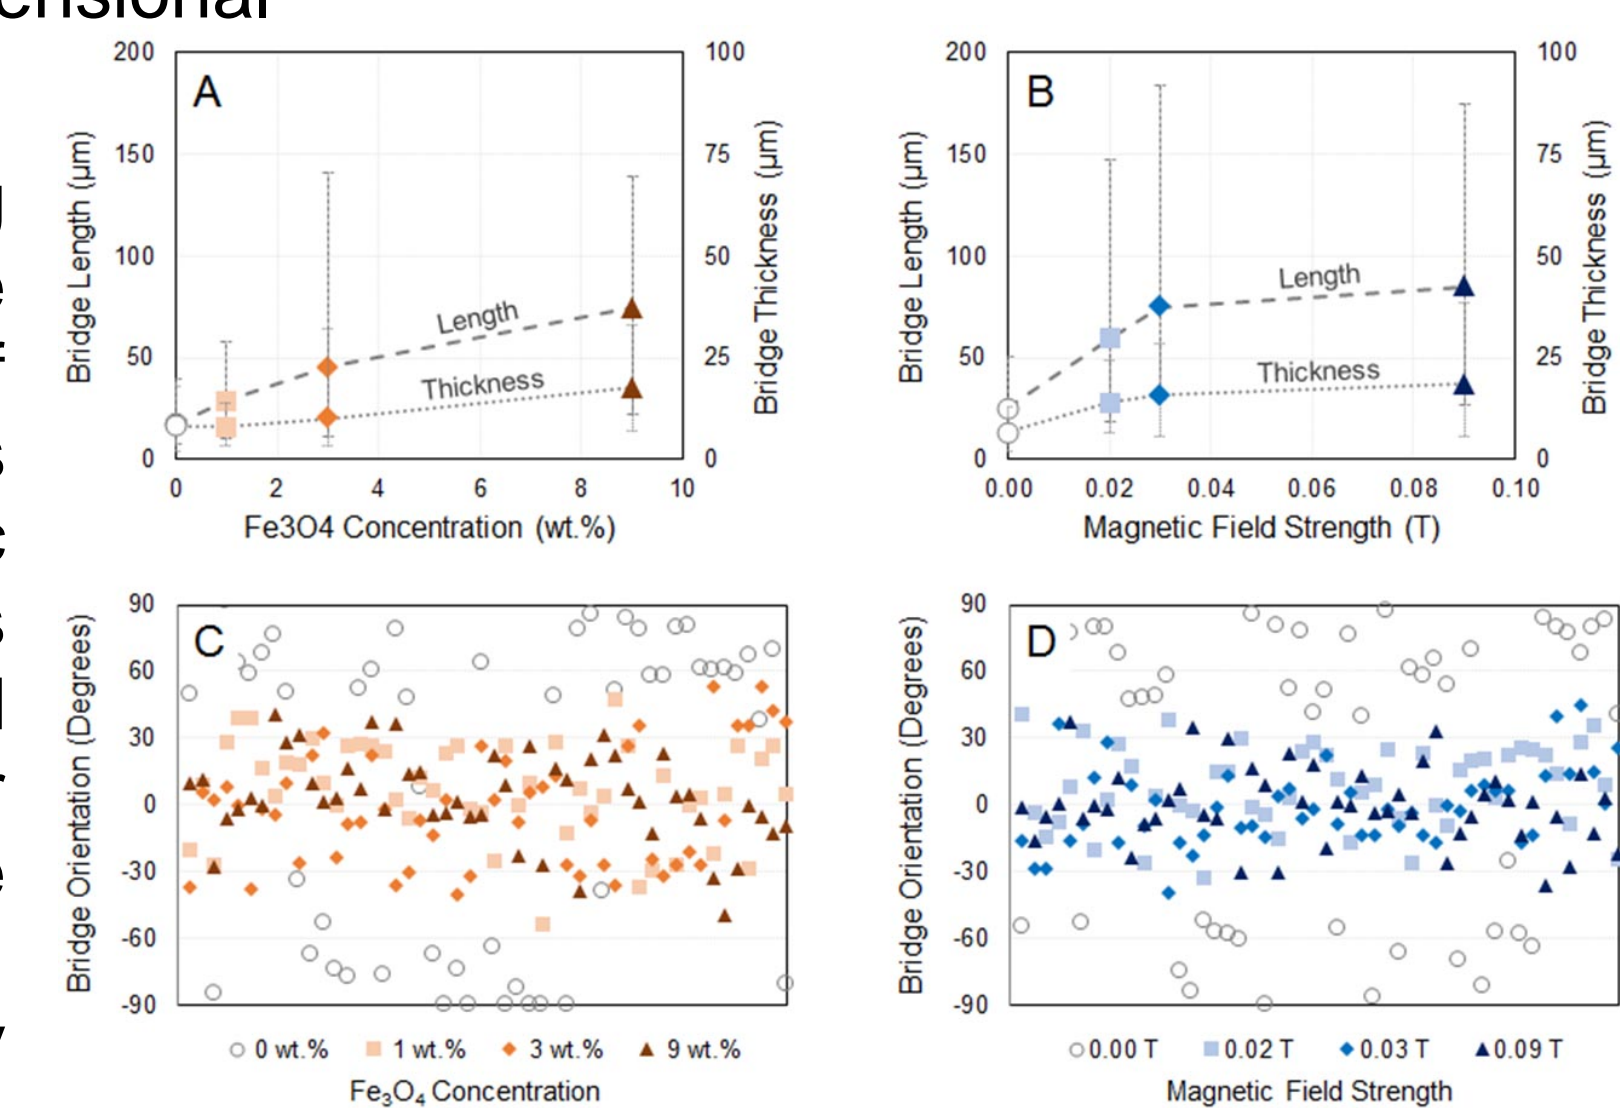 ensional
200
150
100
50
0
100
75
50
25
0
A
Length
Thickness
Bridge Length (µm)
Bridge Thickness (µm)
0 2 4 6 8 10
Fe3O4 Concentration (wt.%)
200
150
100
50
0
100
75
50
25
0
B
Length
Thickness
Bridge Length (µm)
Bridge Thickness (µm)
0.00 0.02 0.04 0.06 0.08 0.10
Magnetic Field Strength (T)
90
60
30
0
-30
-60
-90
C
Bridge Orientation (Degrees)
0 wt.% 1 wt.% 3 wt.% 9 wt.%
Fe₃O₄ Concentration
90
60
30
0
-30
-60
-90
D
Bridge Orientation (Degrees)
0.00 T 0.02 T 0.03 T 0.09 T
Magnetic Field Strength